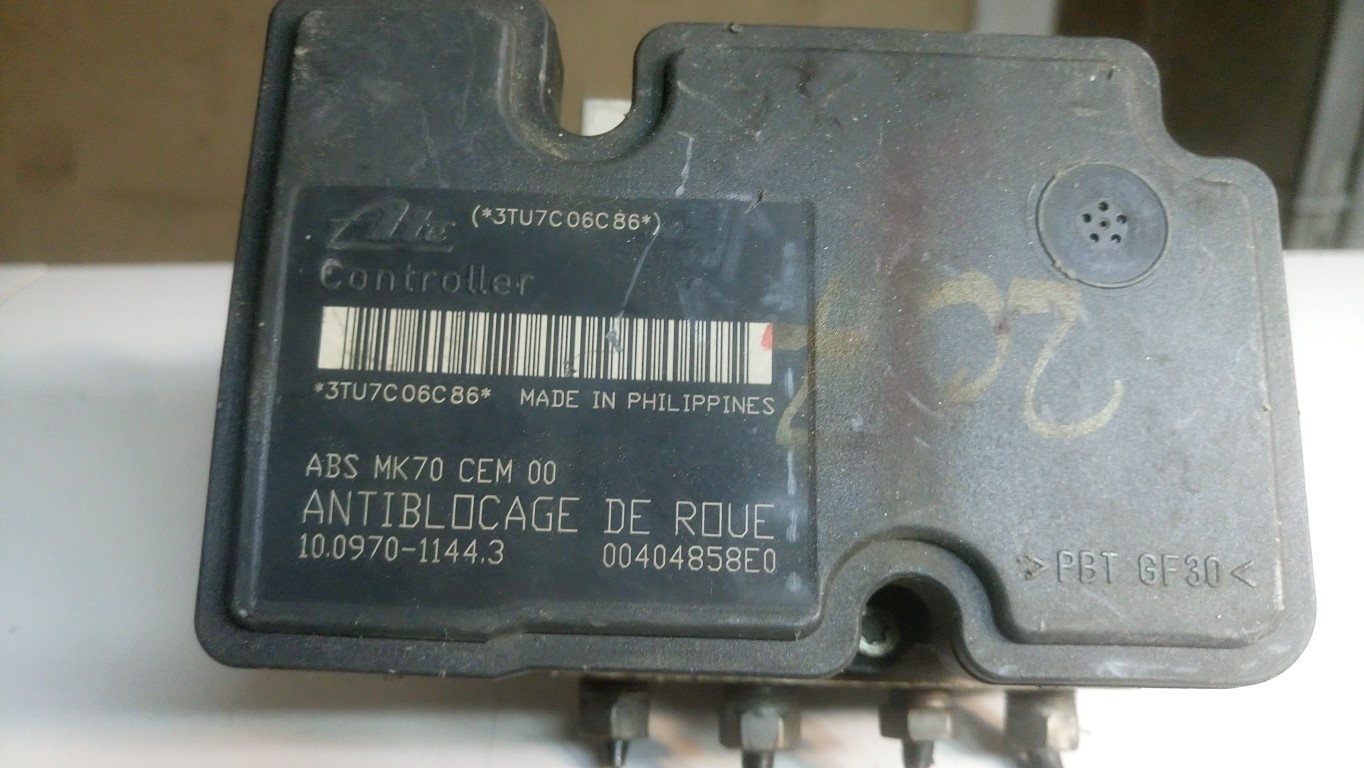 Ate (*3TU7C06C86*)
Controller
*3TU7C06C86* MADE IN PHILIPPINES
ABS MK70 CEM 00
ANTIBLOCAGE DE ROUE
10.0970-1144.3 00404858E0
>PBT GF30<